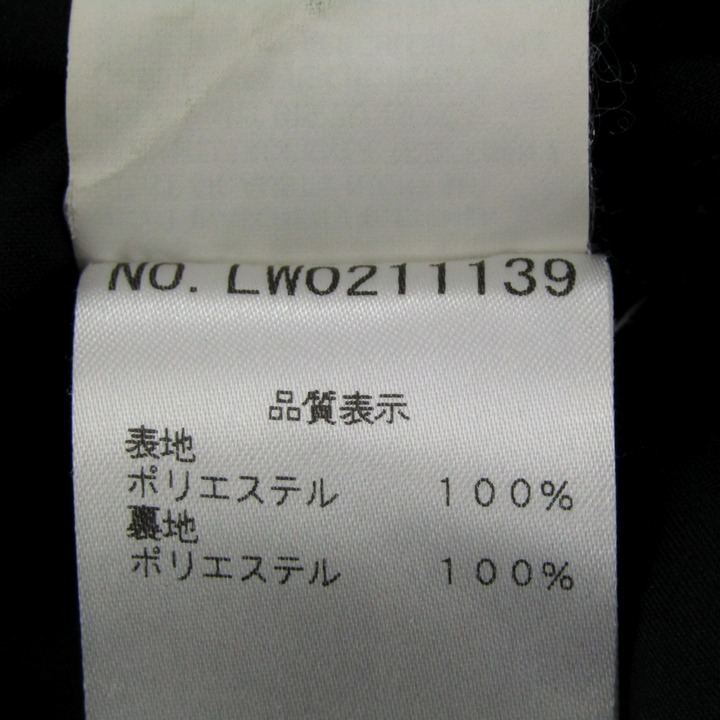 NO. LW0211139
品質表示
表地
ポリエステル 100%
裏地
ポリエステル 100%